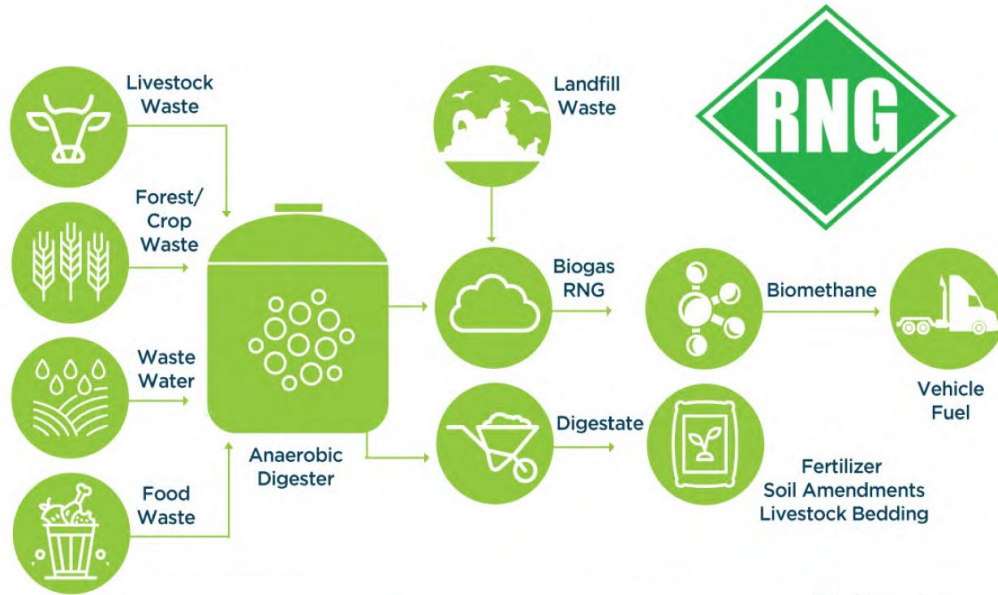 Livestock
Waste
Forest/
Crop
Waste
Waste
Water
Food
Waste
Anaerobic
Digester
Landfill
Waste
RNG
Biogas
RNG
Biomethane
Vehicle
Fuel
Digestate
Fertilizer
Soil Amendments
Livestock Bedding